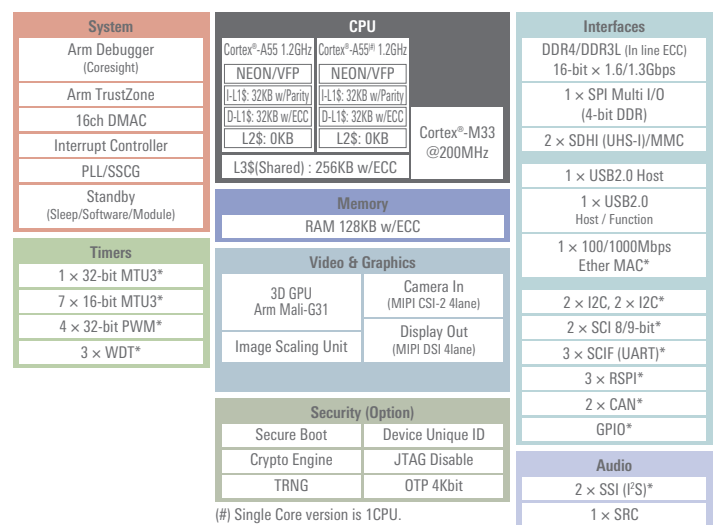 System
Arm Debugger
(Coresight)
Arm TrustZone
16ch DMAC
Interrupt Controller
PLL/SSCG
Standby
(Sleep/Software/Module)
Timers
1 × 32-bit MTU3*
7 × 16-bit MTU3*
4 × 32-bit PWM*
3 × WDT*
CPU
Cortex®-A55 1.2GHz
NEON/VFP
I-L1$: 32KB w/Parity
D-L1$: 32KB w/ECC
L2$: 0KB
Cortex®-A55(#) 1.2GHz
NEON/VFP
I-L1$: 32KB w/Parity
D-L1$: 32KB w/ECC
L2$: 0KB
L3$(Shared) : 256KB w/ECC
Cortex®-M33
@200MHz
Memory
RAM 128KB w/ECC
Video & Graphics
3D GPU
Arm Mali-G31
Image Scaling Unit
Camera In
(MIPI CSI-2 4lane)
Display Out
(MIPI DSI 4lane)
Security (Option)
Secure Boot
Device Unique ID
Crypto Engine
JTAG Disable
TRNG
OTP 4Kbit
(#) Single Core version is 1CPU.
Interfaces
DDR4/DDR3L (In line ECC)
16-bit × 1.6/1.3Gbps
1 × SPI Multi I/O
(4-bit DDR)
2 × SDHI (UHS-I)/MMC
1 × USB2.0 Host
1 × USB2.0
Host / Function
1 × 100/1000Mbps
Ether MAC*
2 × I2C, 2 × I2C*
2 × SCI 8/9-bit*
3 × SCIF (UART)*
3 × RSPI*
2 × CAN*
GPIO*
Audio
2 × SSI (I²S)*
1 × SRC